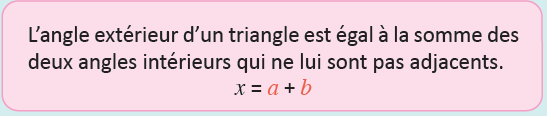 L’angle extérieur d’un triangle est égal à la somme des
deux angles intérieurs qui ne lui sont pas adjacents.
x = a + b